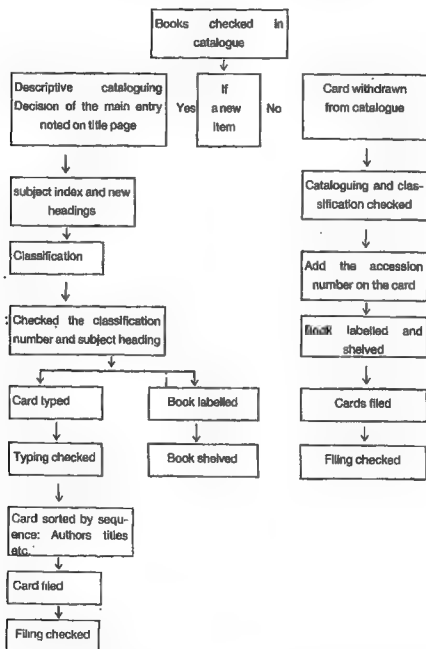 Books checked in
catalogue
Descriptive cataloguing
Decision of the main entry
noted on title page
Yes
If
a new
item
No
Card withdrawn
from catalogue
subject index and new
headings
Classification
Checked the classification
number and subject heading
Card typed
Book labelled
Typing checked
Book shelved
Card sorted by sequ-
ence: Authors titles
etc.
Card filed
Filing checked
Cataloguing and clas-
sification checked
Add the accession
number on the card
Book labelled and
shelved
Cards filed
Filing checked